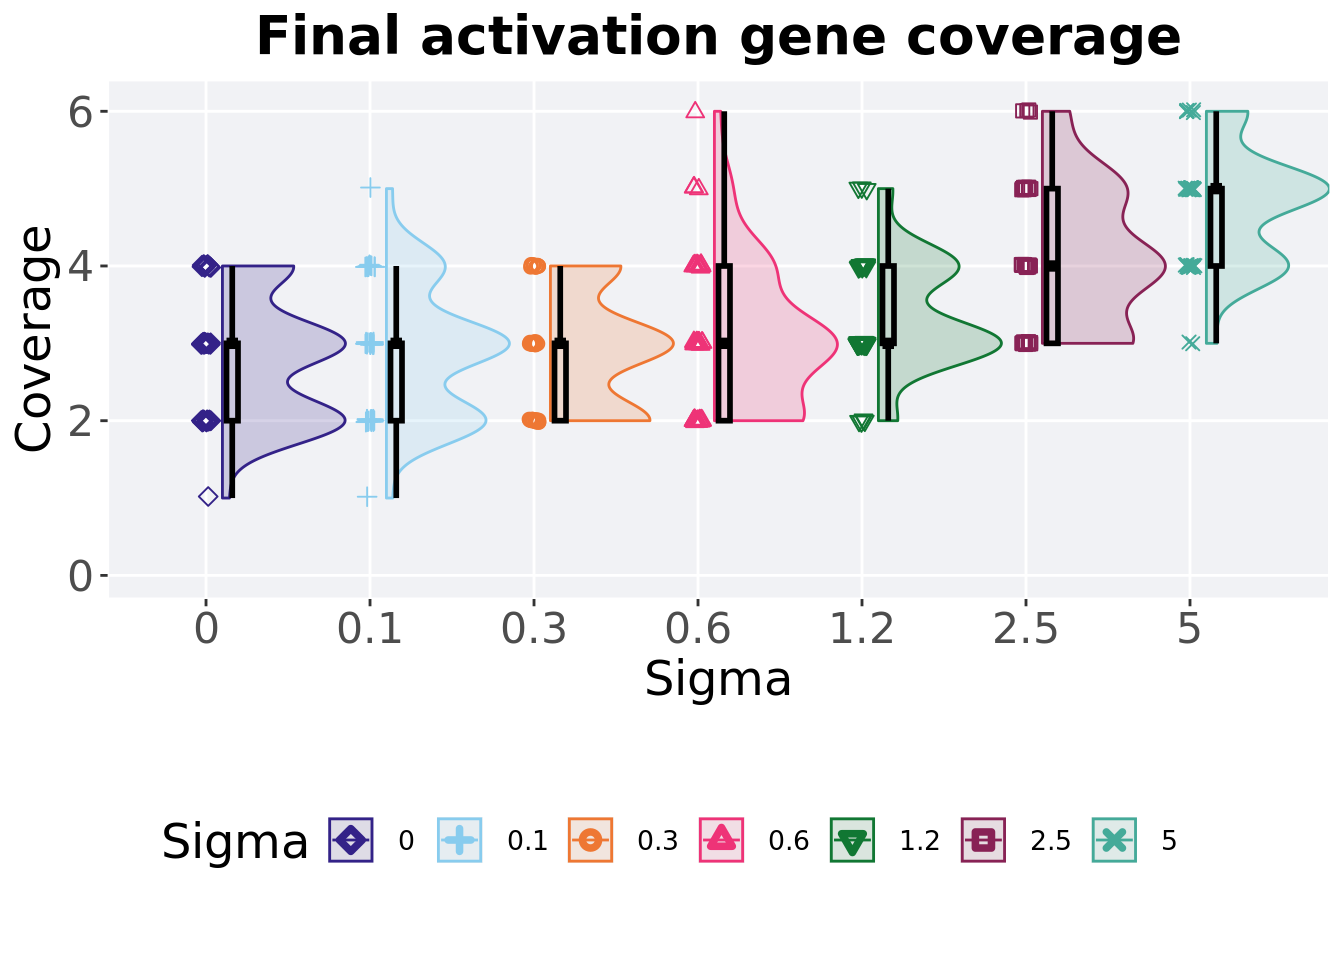 Final activation gene coverage
Coverage
6
4
2
0
0 0.1 0.3 0.6 1.2 2.5 5
Sigma
Sigma 0 0.1 0.3 0.6 1.2 2.5 5